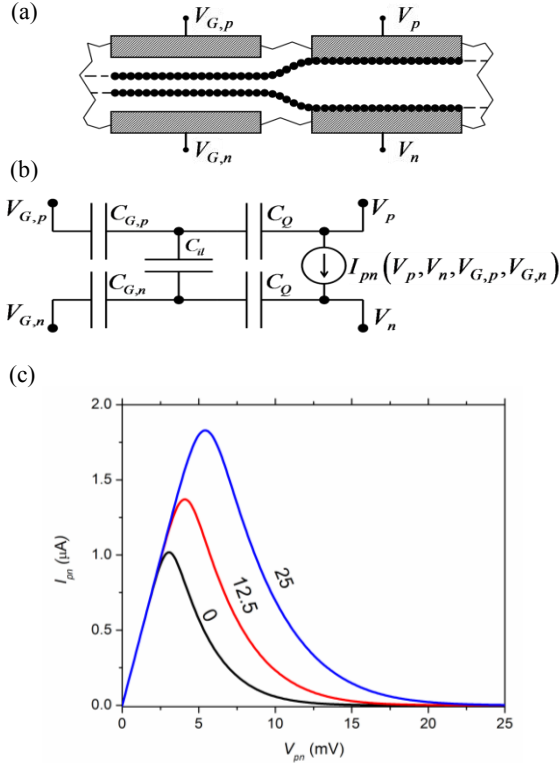 (a)
V_{G,p} V_p
V_{G,n} V_n
(b)
V_{G,p} C_{G,p} C_Q V_p
C_{il} I_{pn}(V_p,V_n,V_{G,p},V_{G,n})
V_{G,n} C_{G,n} C_Q V_n
(c)
2.0
1.5
1.0
0.5
0.0
I_{pn} (μA)
25
12.5
0
0 5 10 15 20 25
V_{pn} (mV)